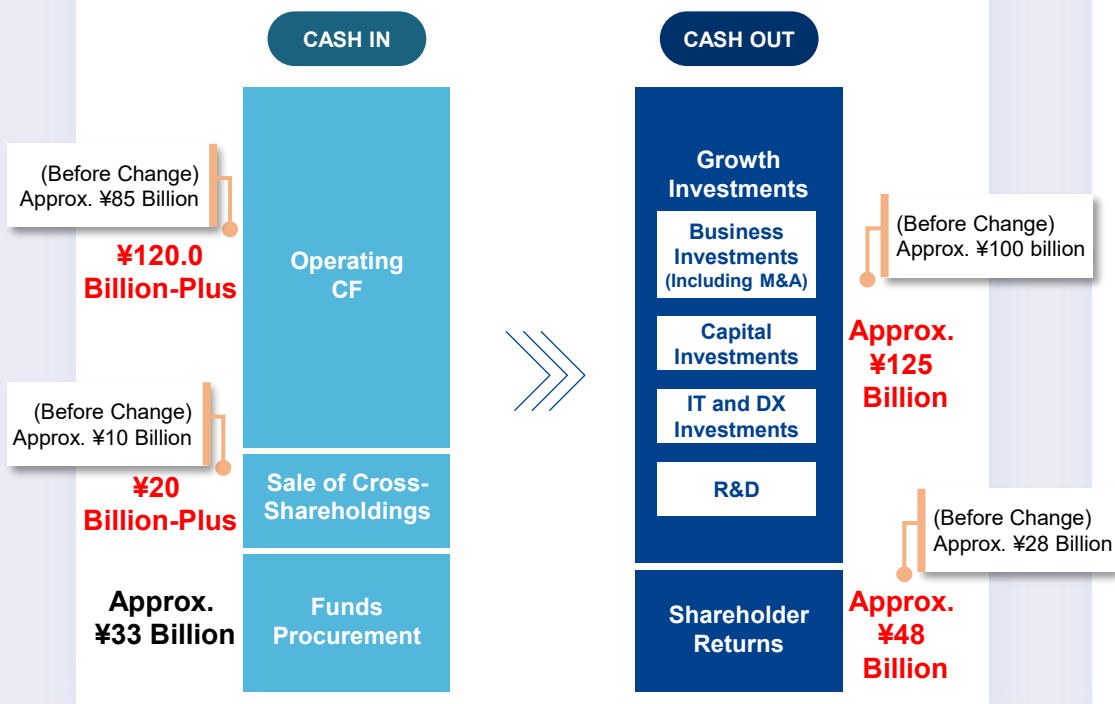 CASH IN
(Before Change)
Approx. ¥85 Billion
¥120.0
Billion-Plus
Operating
CF
(Before Change)
Approx. ¥10 Billion
¥20
Billion-Plus
Sale of Cross-
Shareholdings
Approx.
¥33 Billion
Funds
Procurement
CASH OUT
Growth
Investments
Business
Investments
(Including M&A)
Capital
Investments
IT and DX
Investments
R&D
(Before Change)
Approx. ¥100 billion
Approx.
¥125
Billion
Shareholder
Returns
(Before Change)
Approx. ¥28 Billion
Approx.
¥48
Billion